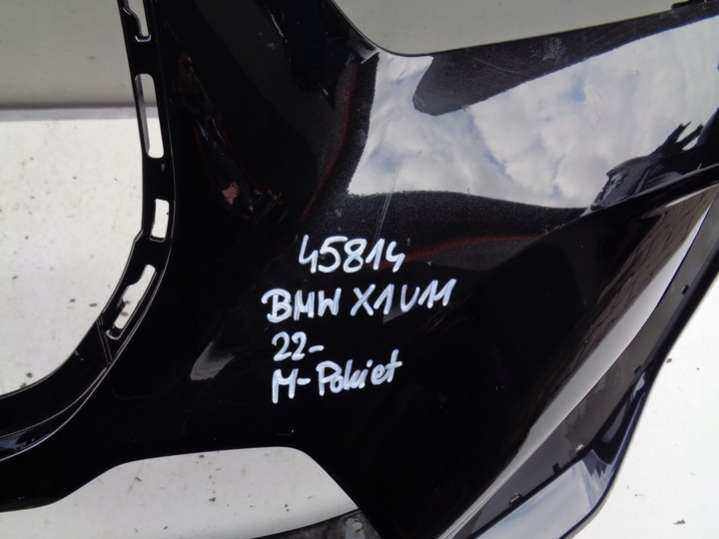 45814
BMW X1 U11
22-
M-Pakiet